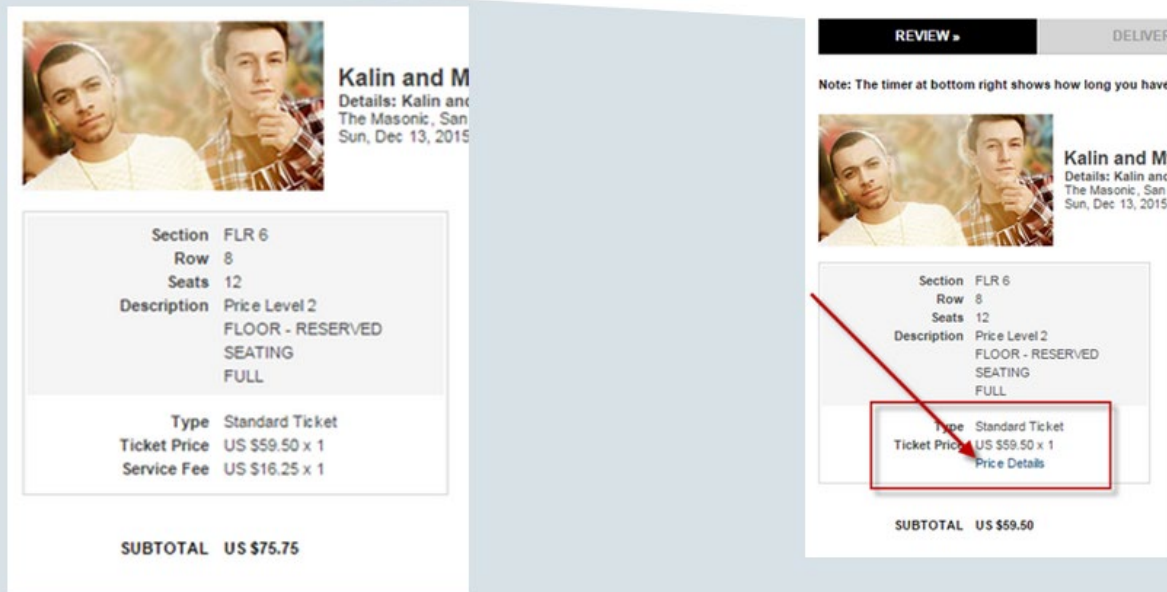 Kalin and M
Details: Kalin and
The Masonic, San
Sun, Dec 13, 2015
Section FLR 6
Row 8
Seats 12
Description Price Level 2
FLOOR - RESERVED
SEATING
FULL
Type Standard Ticket
Ticket Price US $59.50 x 1
Service Fee US $16.25 x 1
SUBTOTAL US $75.75
REVIEW » DELIVER
Note: The timer at bottom right shows how long you have
Kalin and M
Details: Kalin and
The Masonic, San
Sun, Dec 13, 2015
Section FLR 6
Row 8
Seats 12
Description Price Level 2
FLOOR - RESERVED
SEATING
FULL
Type Standard Ticket
Ticket Price US $59.50 x 1
Price Details
SUBTOTAL US $59.50